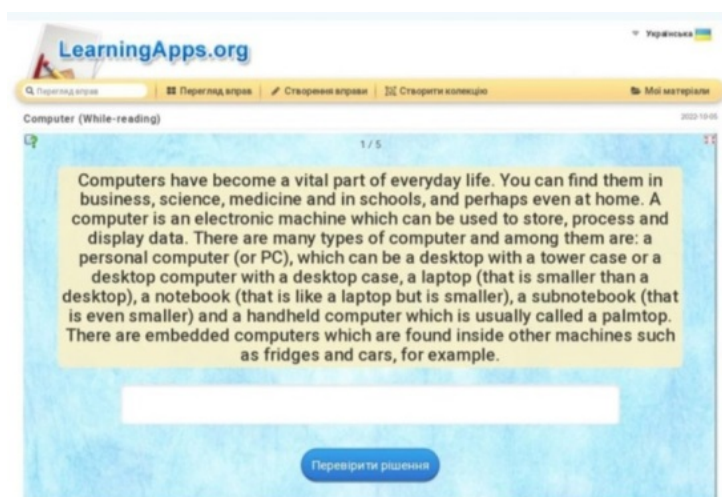 LearningApps.org
Українська
Перегляд вправ
Перегляд вправ
Створення вправи
Створити колекцію
Мої матеріали
Computer (While-reading)
2022-10-05
1 / 5
Computers have become a vital part of everyday life. You can find them in
business, science, medicine and in schools, and perhaps even at home. A
computer is an electronic machine which can be used to store, process and
display data. There are many types of computer and among them are: a
personal computer (or PC), which can be a desktop with a tower case or a
desktop computer with a desktop case, a laptop (that is smaller than a
desktop), a notebook (that is like a laptop but is smaller), a subnotebook (that
is even smaller) and a handheld computer which is usually called a palmtop.
There are embedded computers which are found inside other machines such
as fridges and cars, for example.
Перевірити рішення